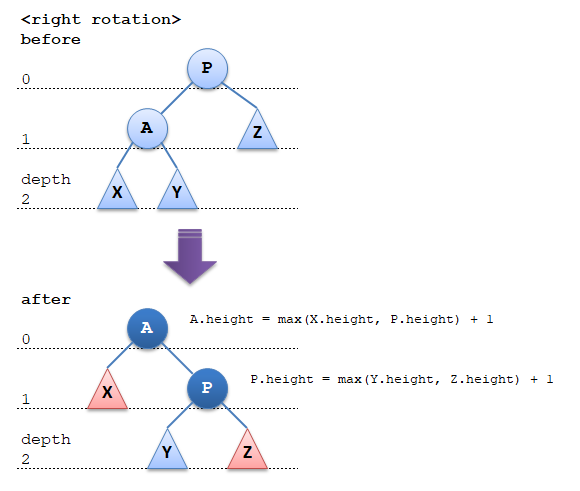 <right rotation>
before
P
0
A
Z
1
depth
X
Y
2
after
A
A.height = max(X.height, P.height) + 1
0
P
P.height = max(Y.height, Z.height) + 1
X
1
depth
Y
Z
2